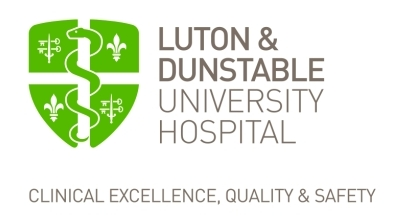 LUTON &
DUNSTABLE
UNIVERSITY
HOSPITAL
CLINICAL EXCELLENCE, QUALITY & SAFETY